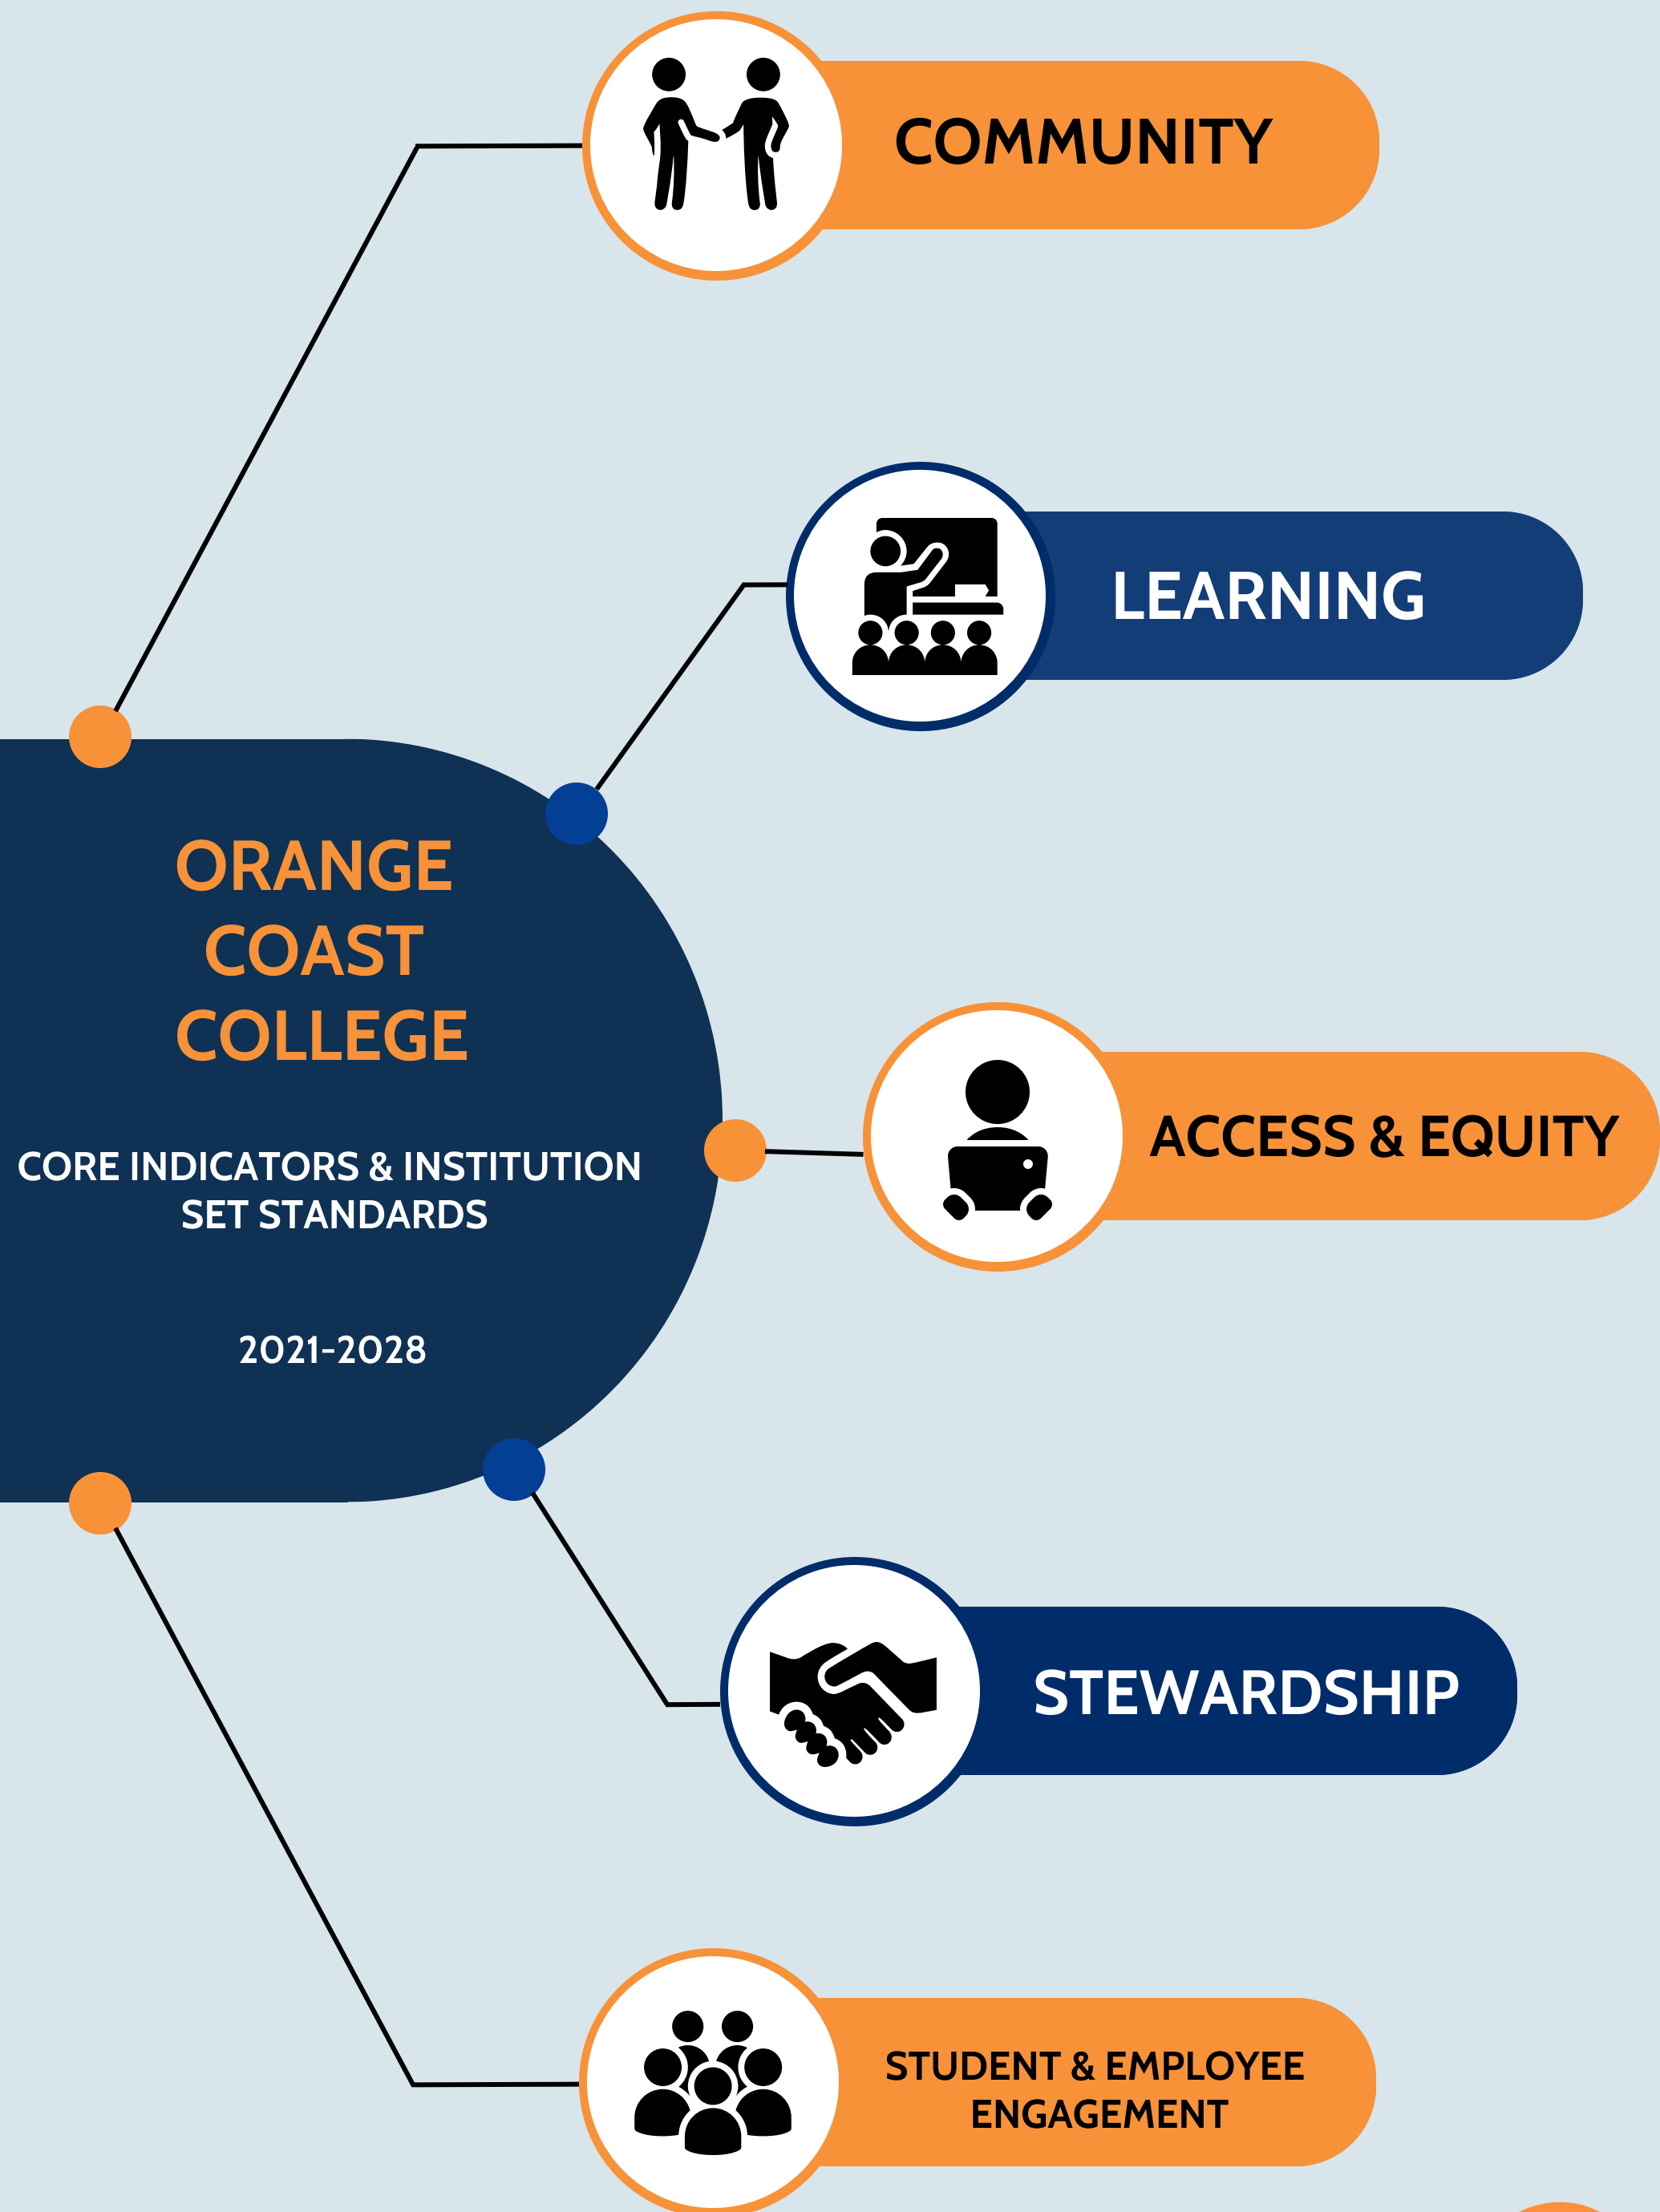 COMMUNITY
LEARNING
ORANGE
COAST
COLLEGE
CORE INDICATORS & INSTITUTION
SET STANDARDS
2021-2028
ACCESS & EQUITY
STEWARDSHIP
STUDENT & EMPLOYEE
ENGAGEMENT